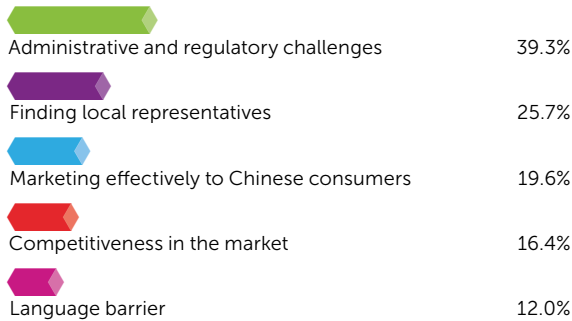 Administrative and regulatory challenges 39.3%
Finding local representatives 25.7%
Marketing effectively to Chinese consumers 19.6%
Competitiveness in the market 16.4%
Language barrier 12.0%